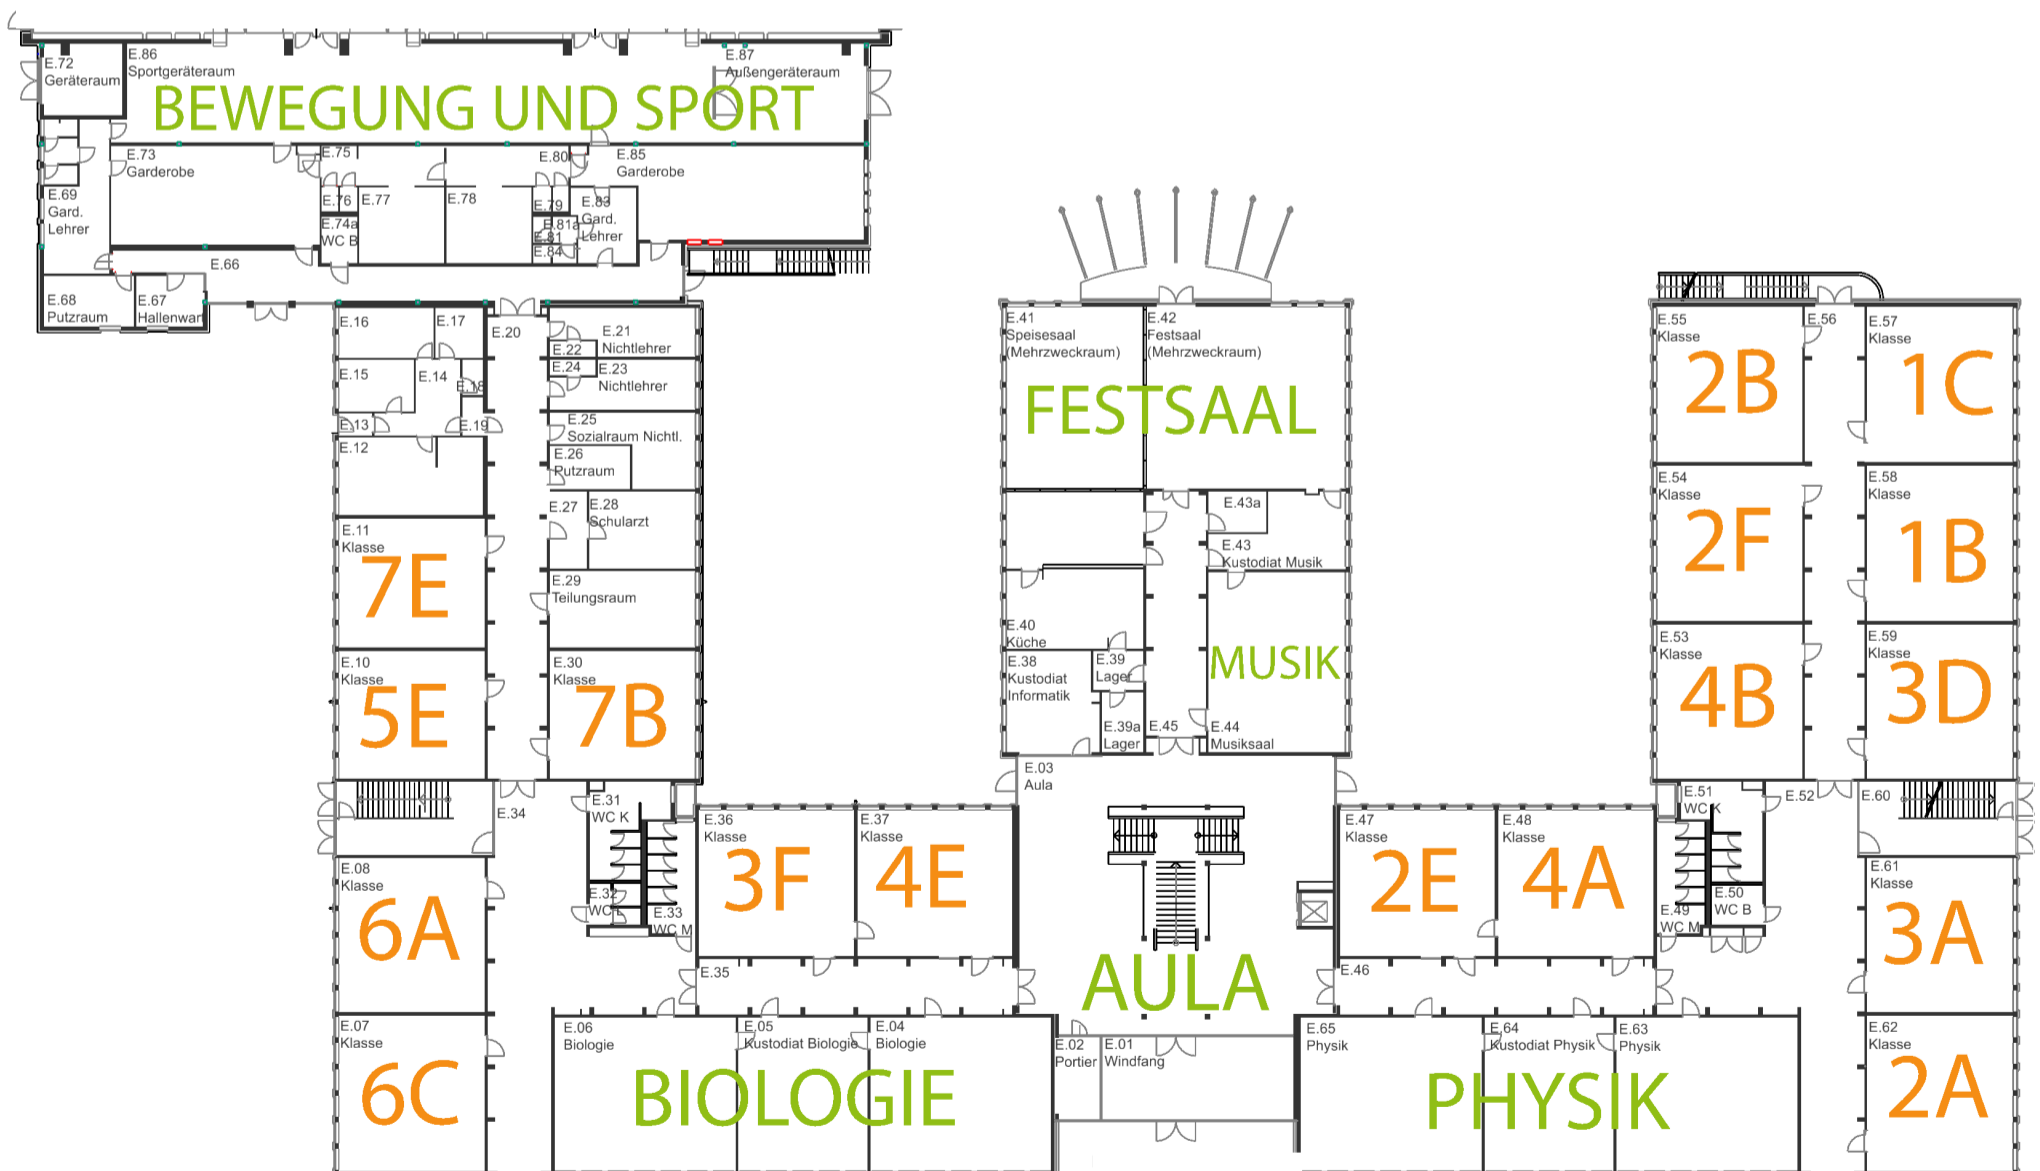 E.72
Geräteraum
E.86
Sportgeräteraum
E.87
Außengeräteraum
BEWEGUNG UND SPORT
E.73
Garderobe
E.75
E.80
E.85
Garderobe
E.69
Gard.
Lehrer
E.76
E.77
E.78
E.79
E.83
Gard.
Lehrer
E.74a
WC B
E.81a
E.81
E.84
E.66
E.68
Putzraum
E.67
Hallenwart
E.16
E.17
E.20
E.21
Nichtlehrer
E.22
E.15
E.14
E.18
E.24
E.23
Nichtlehrer
E.13
E.19
E.25
Sozialraum Nichtl.
E.12
E.26
Putzraum
E.27
E.28
Schularzt
E.11
Klasse
7E
E.29
Teilungsraum
E.10
Klasse
5E
E.30
Klasse
7B
E.34
E.31
WC K
E.32
E.33
WC M
E.08
Klasse
6A
E.07
Klasse
6C
E.36
Klasse
3F
E.37
Klasse
4E
E.35
E.06
Biologie
E.05
Kustodiat Biologie
E.04
Biologie
BIOLOGIE
E.41
Speisesaal
(Mehrzweckraum)
E.42
Festsaal
(Mehrzweckraum)
FESTSAAL
E.43a
E.43
Kustodiat Musik
E.40
Küche
E.38
Kustodiat
Informatik
E.39
Lager
E.39a
Lager
E.45
MUSIK
E.44
Musiksaal
E.03
Aula
AULA
E.02
Portier
E.01
Windfang
E.47
Klasse
2E
E.48
Klasse
4A
E.46
E.65
Physik
E.64
Kustodiat Physik
E.63
Physik
PHYSIK
E.55
Klasse
2B
E.56
E.57
Klasse
1C
E.54
Klasse
2F
E.58
Klasse
1B
E.53
Klasse
4B
E.59
Klasse
3D
E.51
WC K
E.52
E.60
E.49
WC M
E.50
WC B
E.61
Klasse
3A
E.62
Klasse
2A